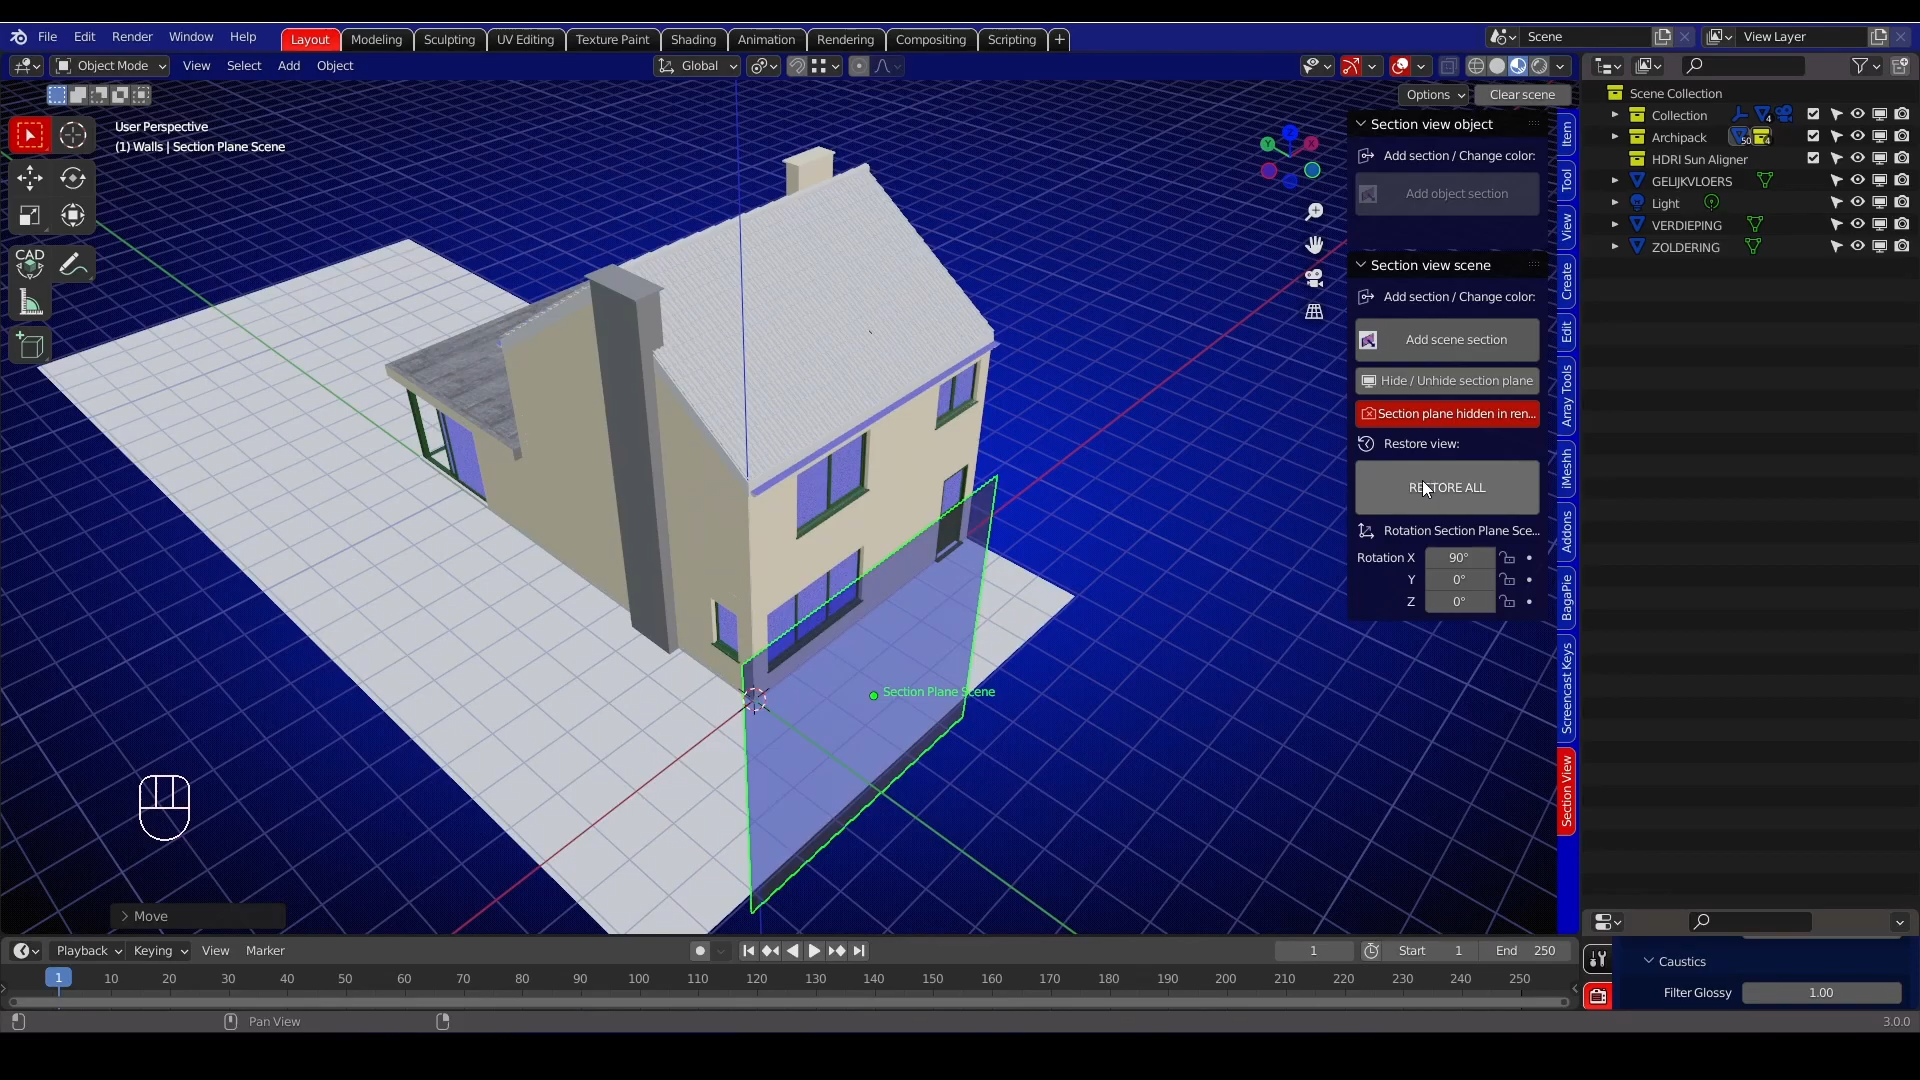 File Edit Render Window Help Layout Modeling Sculpting UV Editing Texture Paint Shading Animation Rendering Compositing Scripting + Scene View Layer
Object Mode View Select Add Object Global
Options Clear scene
User Perspective
(1) Walls | Section Plane Scene
CAD
Z
Y
X
Section view object
Add section / Change color:
Add object section
Section view scene
Add section / Change color:
Add scene section
Hide / Unhide section plane
Section plane hidden in ren...
Restore view:
RESTORE ALL
Rotation Section Plane Sce...
Rotation X 90°
Y 0°
Z 0°
Item
Tool
View
Create
Edit
Array Tools
iMeshh
Addons
BagaPie
Screencast Keys
Section View
Scene Collection
Collection 4
Archipack 50 4
HDRI Sun Aligner
GELIJKVLOERS
Light
VERDIEPING
ZOLDERING
Section Plane Scene
> Move
Playback Keying View Marker 1 Start 1 End 250
1 10 20 30 40 50 60 70 80 90 100 110 120 130 140 150 160 170 180 190 200 210 220 230 240 250
Caustics
Filter Glossy 1.00
Pan View 3.0.0